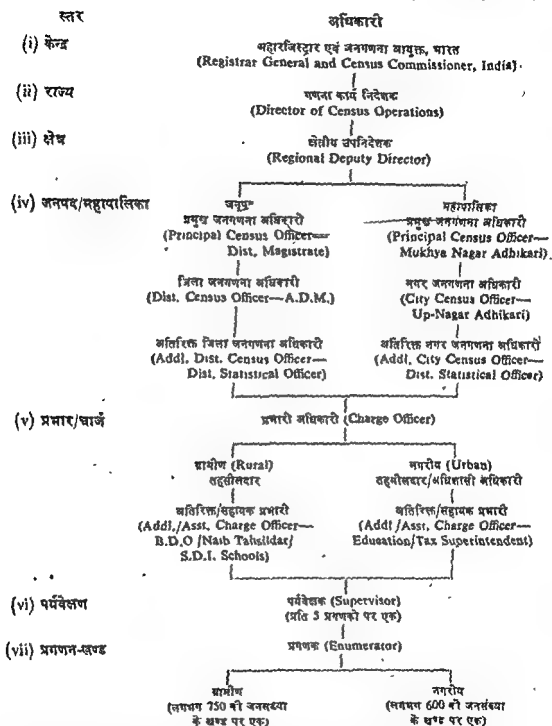 स्तर
अधिकारी
(i) केन्द्र
महारजिस्ट्रार एवं जनगणना आयुक्त, भारत
(Registrar General and Census Commissioner, India)
(ii) राज्य
गणना कार्य निदेशक
(Director of Census Operations)
(iii) क्षेत्र
क्षेत्रीय उपनिदेशक
(Regional Deputy Director)
(iv) जनपद/महापालिका
जनपद
प्रमुख जनगणना अधिकारी
(Principal Census Officer—
Dist, Magistrate)
जिला जनगणना अधिकारी
(Dist. Census Officer—A.D.M.)
अतिरिक्त जिला जनगणना अधिकारी
(Addl. Dist. Census Officer—
Dist, Statistical Officer)
महापालिका
प्रमुख जनगणना अधिकारी
(Principal Census Officer—
Mukhya Nagar Adhikari)
नगर जनगणना अधिकारी
(City Census Officer—
Up-Nagar Adhikari)
अतिरिक्त नगर जनगणना अधिकारी
(Addl, City Census Officer—
Dist. Statistical Officer)
(v) प्रभार/चार्ज
प्रभारी अधिकारी (Charge Officer)
ग्रामीण (Rural)
तहसीलदार
अतिरिक्त/सहायक प्रभारी
(Addl,/Asst, Charge Officer—
B.D.O /Naib Tahsildar/
S.D.I. Schools)
नगरीय (Urban)
तहसीलदार/अधिशासी अधिकारी
अतिरिक्त/सहायक प्रभारी
(Addl /Asst, Charge Officer—
Education/Tax Superintendent)
(vi) पर्यवेक्षण
पर्यवेक्षक (Supervisor)
(प्रति 5 प्रगणको पर एक)
(vii) प्रगणन-खण्ड
प्रगणक (Enumerator)
ग्रामीण
(लगभग 750 की जनसंख्या
के खण्ड पर एक)
नगरीय
(लगभग 600 की जनसंख्या
के खण्ड पर एक)